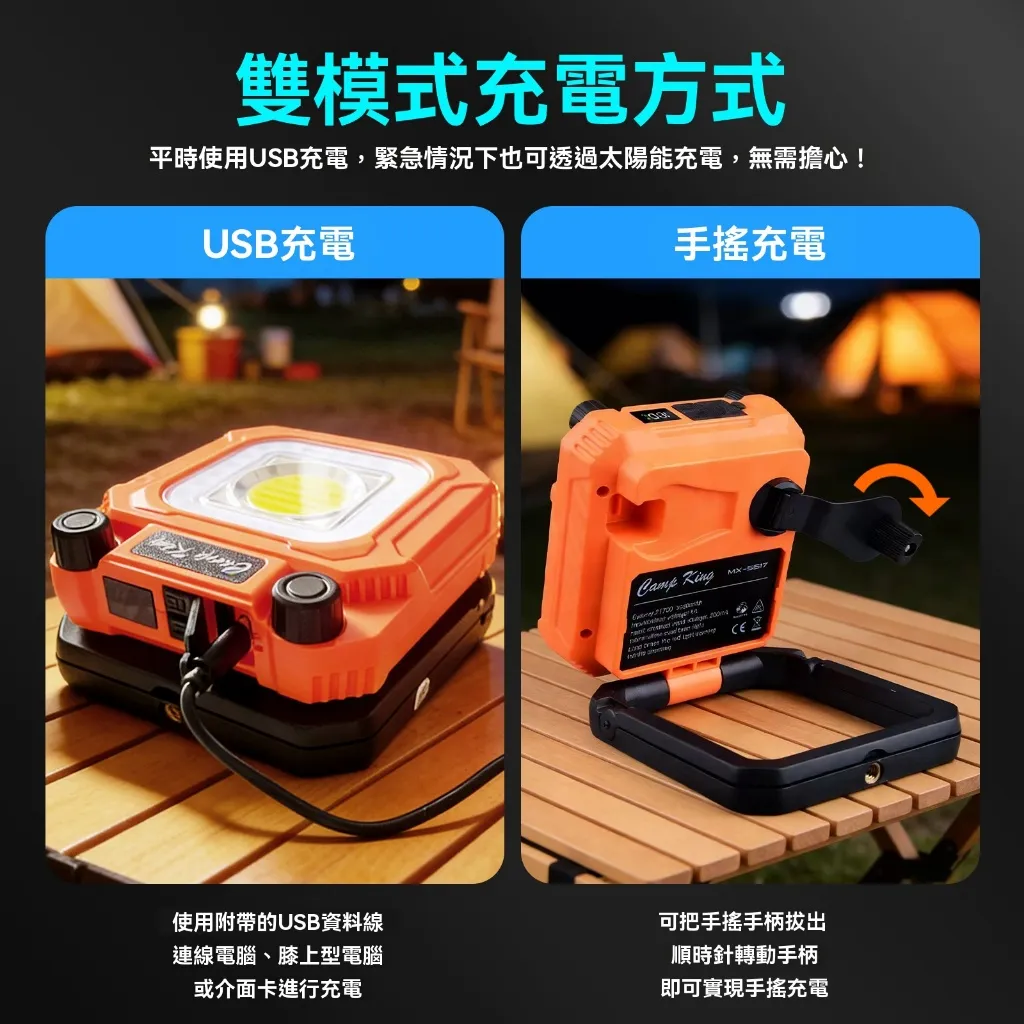 雙模式充電方式
平時使用USB充電，緊急情況下也可透過太陽能充電，無需擔心！
USB充電
手搖充電
Camp King
Camp King MX-5517
CE
使用附帶的USB資料線
連線電腦、膝上型電腦
或介面卡進行充電
可把手搖手柄拔出
順時針轉動手柄
即可實現手搖充電